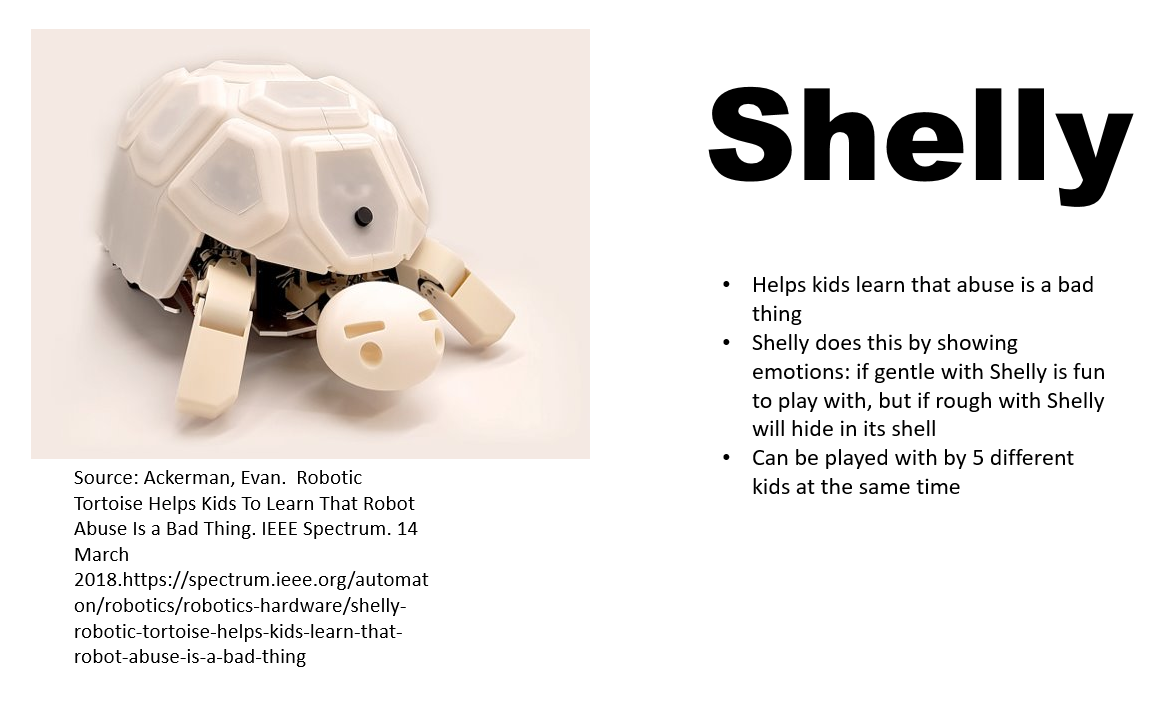 Shelly
• Helps kids learn that abuse is a bad
thing
• Shelly does this by showing
emotions: if gentle with Shelly is fun
to play with, but if rough with Shelly
will hide in its shell
• Can be played with by 5 different
kids at the same time
Source: Ackerman, Evan.  Robotic
Tortoise Helps Kids To Learn That Robot
Abuse Is a Bad Thing. IEEE Spectrum. 14
March
2018.https://spectrum.ieee.org/automat
on/robotics/robotics-hardware/shelly-
robotic-tortoise-helps-kids-learn-that-
robot-abuse-is-a-bad-thing